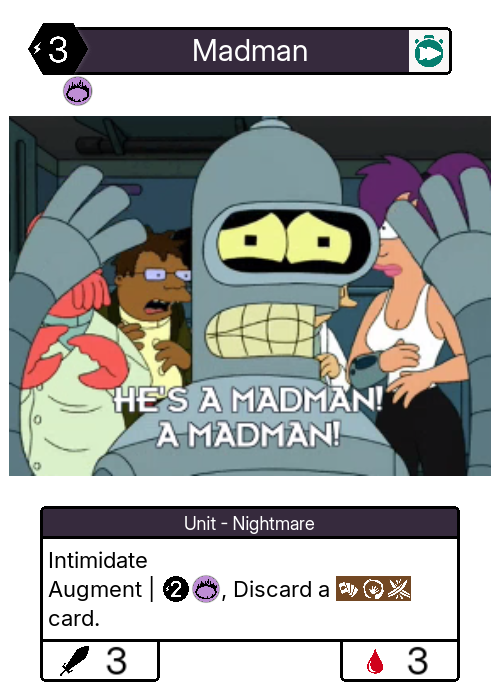 3
Madman
HE'S A MADMAN!
A MADMAN!
Unit - Nightmare
Intimidate
Augment | 2, Discard a
card.
3
3